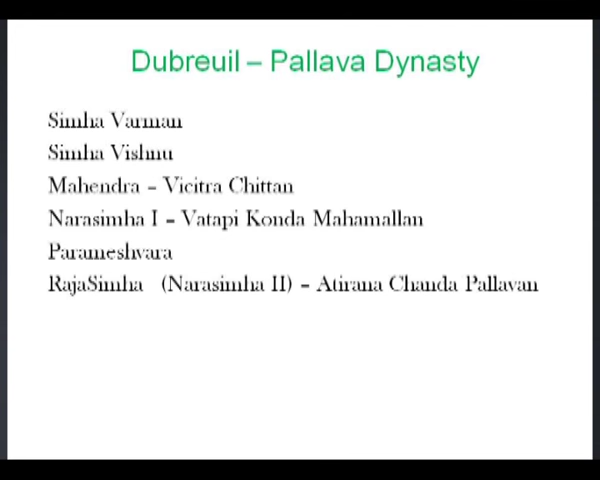 Dubreuil – Pallava Dynasty
Simha Varman
Simha Vishnu
Mahendra – Vicitra Chittan
Narasimha I – Vatapi Konda Mahamallan
Parameshvara
RajaSimha (Narasimha II) – Atirana Chanda Pallavan